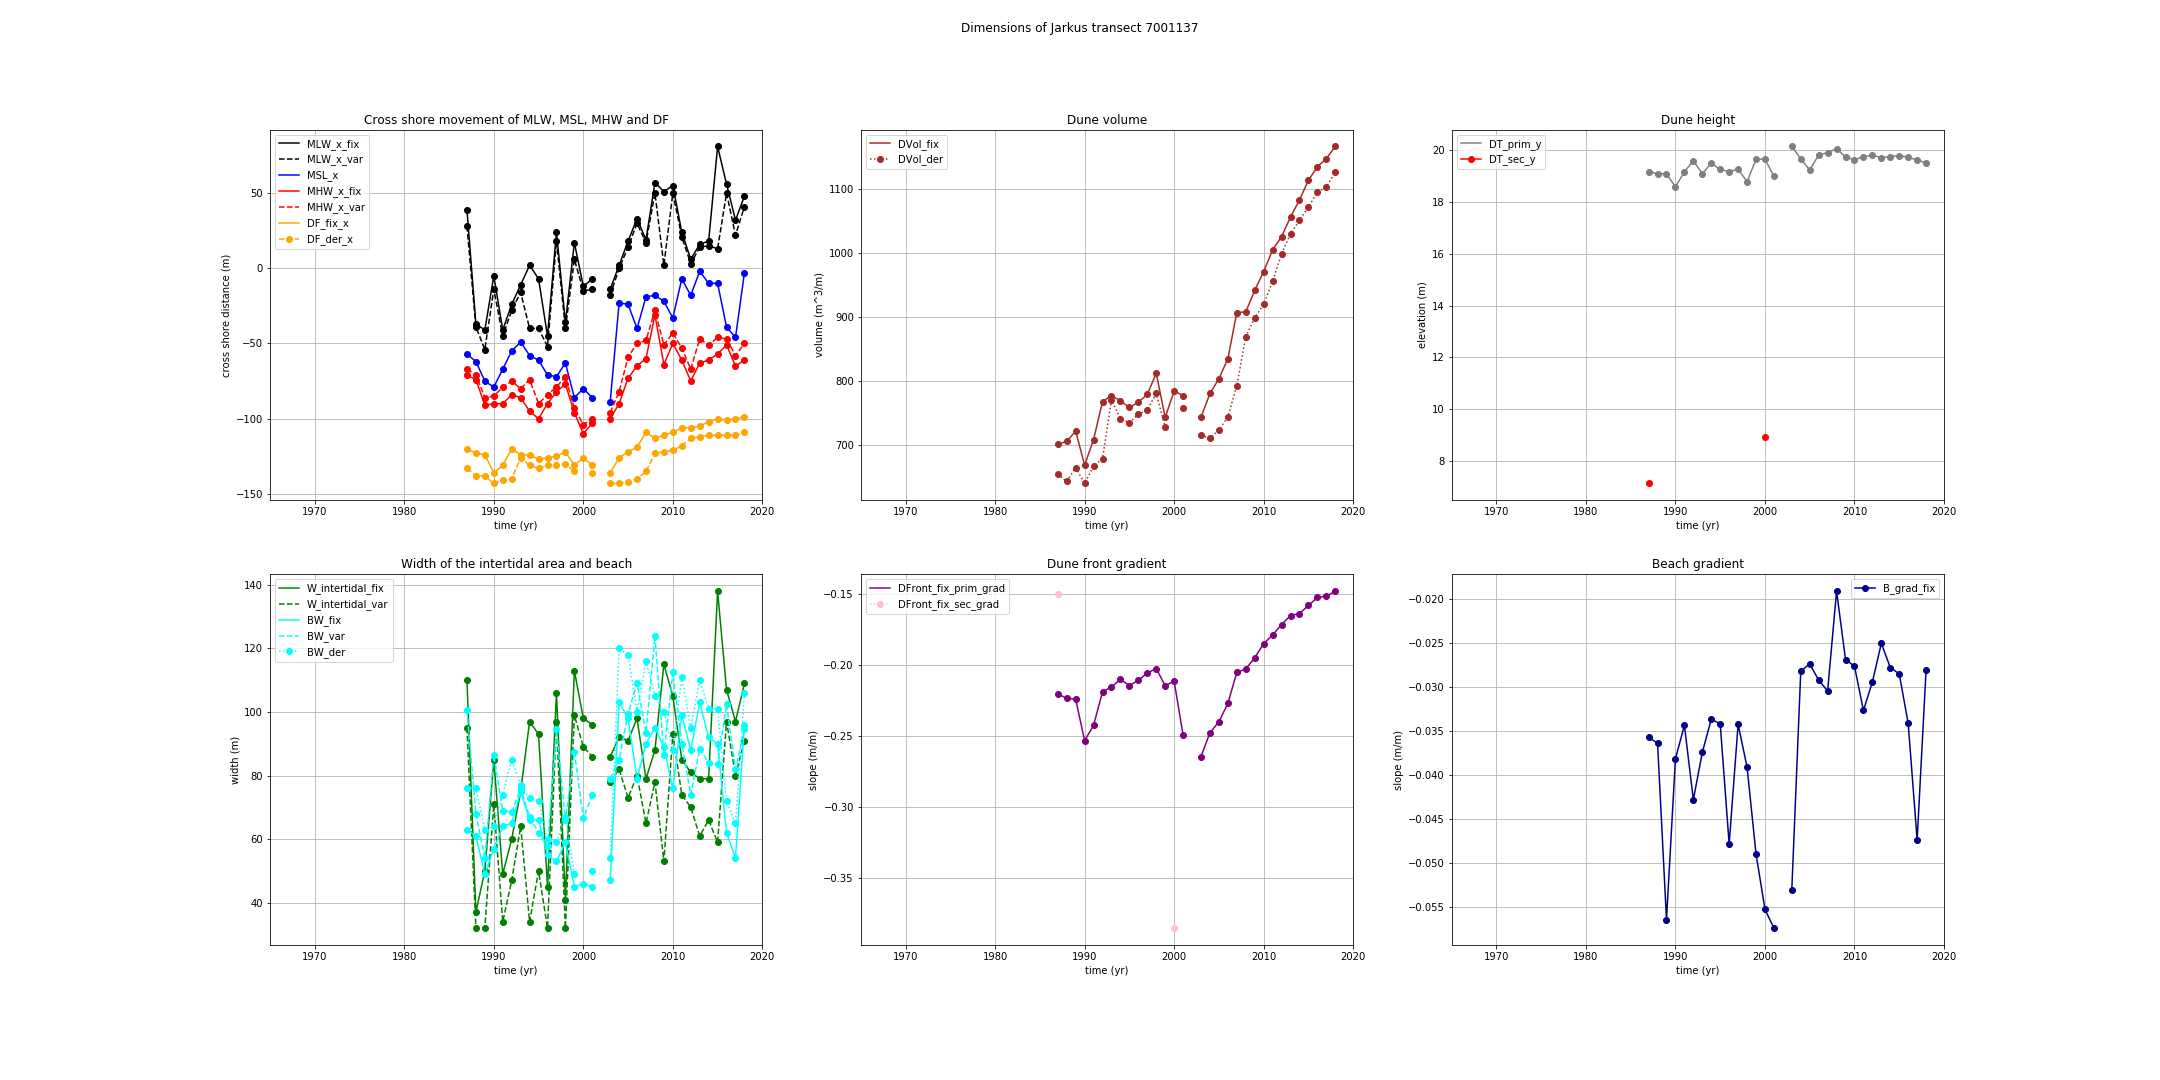 Dimensions of Jarkus transect 7001137
Cross shore movement of MLW, MSL, MHW and DF
MLW_x_fix
MLW_x_var
MSL_x
MHW_x_fix
MHW_x_var
DF_fix_x
DF_der_x
50
0
−50
−100
−150
cross shore distance (m)
1970 1980 1990 2000 2010 2020
time (yr)
Dune volume
DVol_fix
DVol_der
1100
1000
900
800
700
volume (m^3/m)
1970 1980 1990 2000 2010 2020
time (yr)
Dune height
DT_prim_y
DT_sec_y
20
18
16
14
12
10
8
elevation (m)
1970 1980 1990 2000 2010 2020
time (yr)
Width of the intertidal area and beach
W_intertidal_fix
W_intertidal_var
BW_fix
BW_var
BW_der
140
120
100
80
60
40
width (m)
1970 1980 1990 2000 2010 2020
time (yr)
Dune front gradient
DFront_fix_prim_grad
DFront_fix_sec_grad
−0.15
−0.20
−0.25
−0.30
−0.35
slope (m/m)
1970 1980 1990 2000 2010 2020
time (yr)
Beach gradient
B_grad_fix
−0.020
−0.025
−0.030
−0.035
−0.040
−0.045
−0.050
−0.055
slope (m/m)
1970 1980 1990 2000 2010 2020
time (yr)